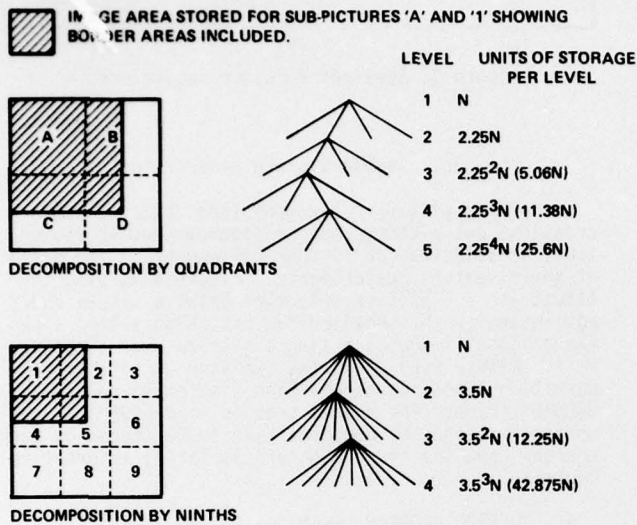 IMAGE AREA STORED FOR SUB-PICTURES 'A' AND '1' SHOWING
BORDER AREAS INCLUDED.
LEVEL UNITS OF STORAGE
PER LEVEL
A B
C D
1 N
2 2.25N
3 2.25²N (5.06N)
4 2.25³N (11.38N)
5 2.25⁴N (25.6N)
DECOMPOSITION BY QUADRANTS
1 2 3
4 5 6
7 8 9
1 N
2 3.5N
3 3.5²N (12.25N)
4 3.5³N (42.875N)
DECOMPOSITION BY NINTHS